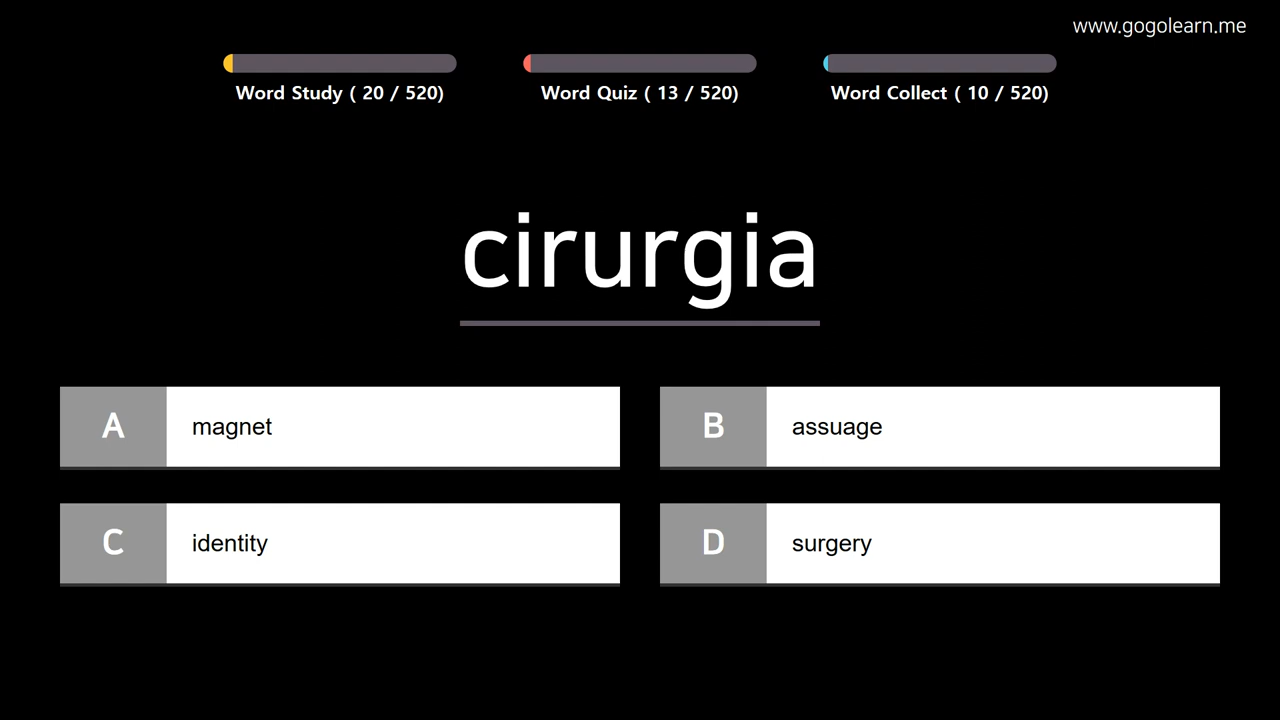 www.gogolearn.me
Word Study ( 20 / 520)
Word Quiz ( 13 / 520)
Word Collect ( 10 / 520)
cirurgia
A magnet
B assuage
C identity
D surgery